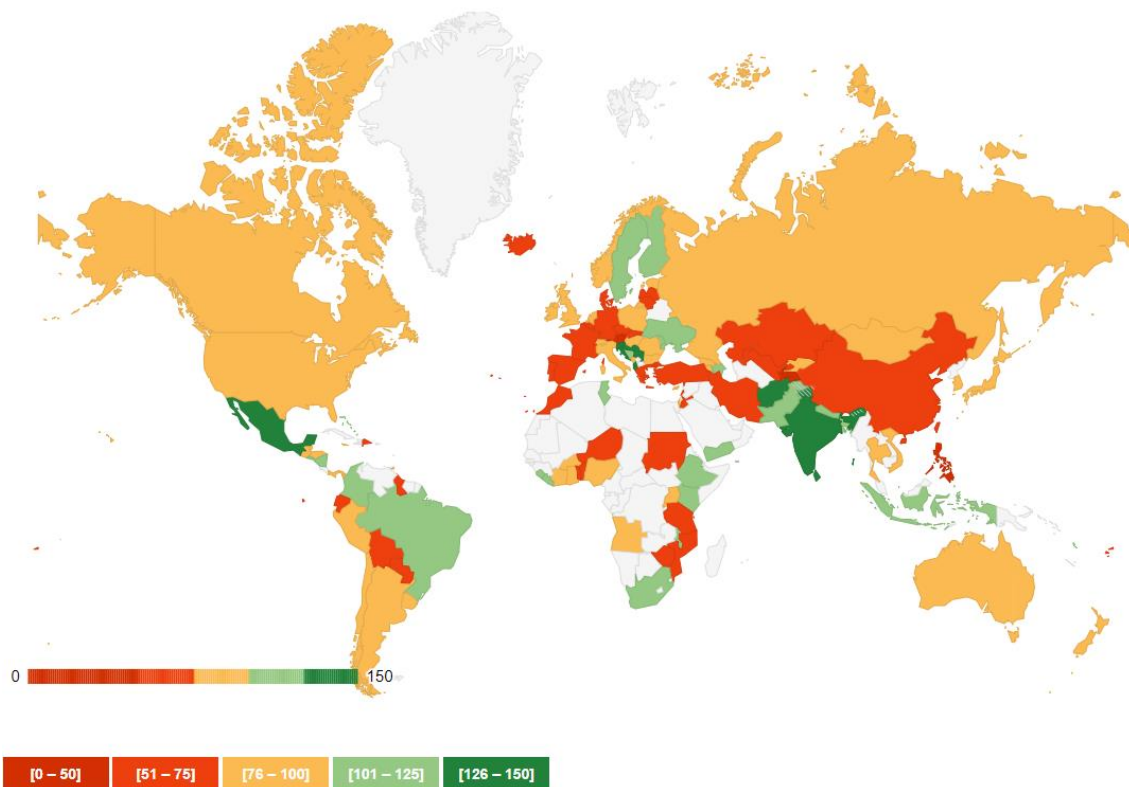 0 150
[0 – 50] [51 – 75] [76 – 100] [101 – 125] [126 – 150]